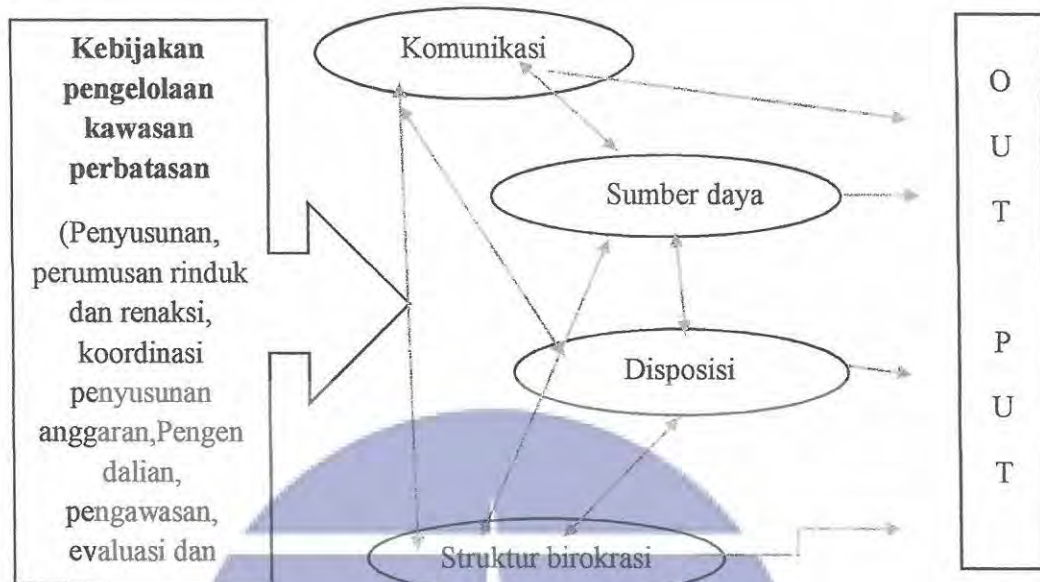 Kebijakan
pengelolaan
kawasan
perbatasan
(Penyusunan,
perumusan rinduk
dan renaksi,
koordinasi
penyusunan
anggaran,Pengen
dalian,
pengawasan,
evaluasi dan
Komunikasi
Sumber daya
Disposisi
Struktur birokrasi
O
U
T
P
U
T